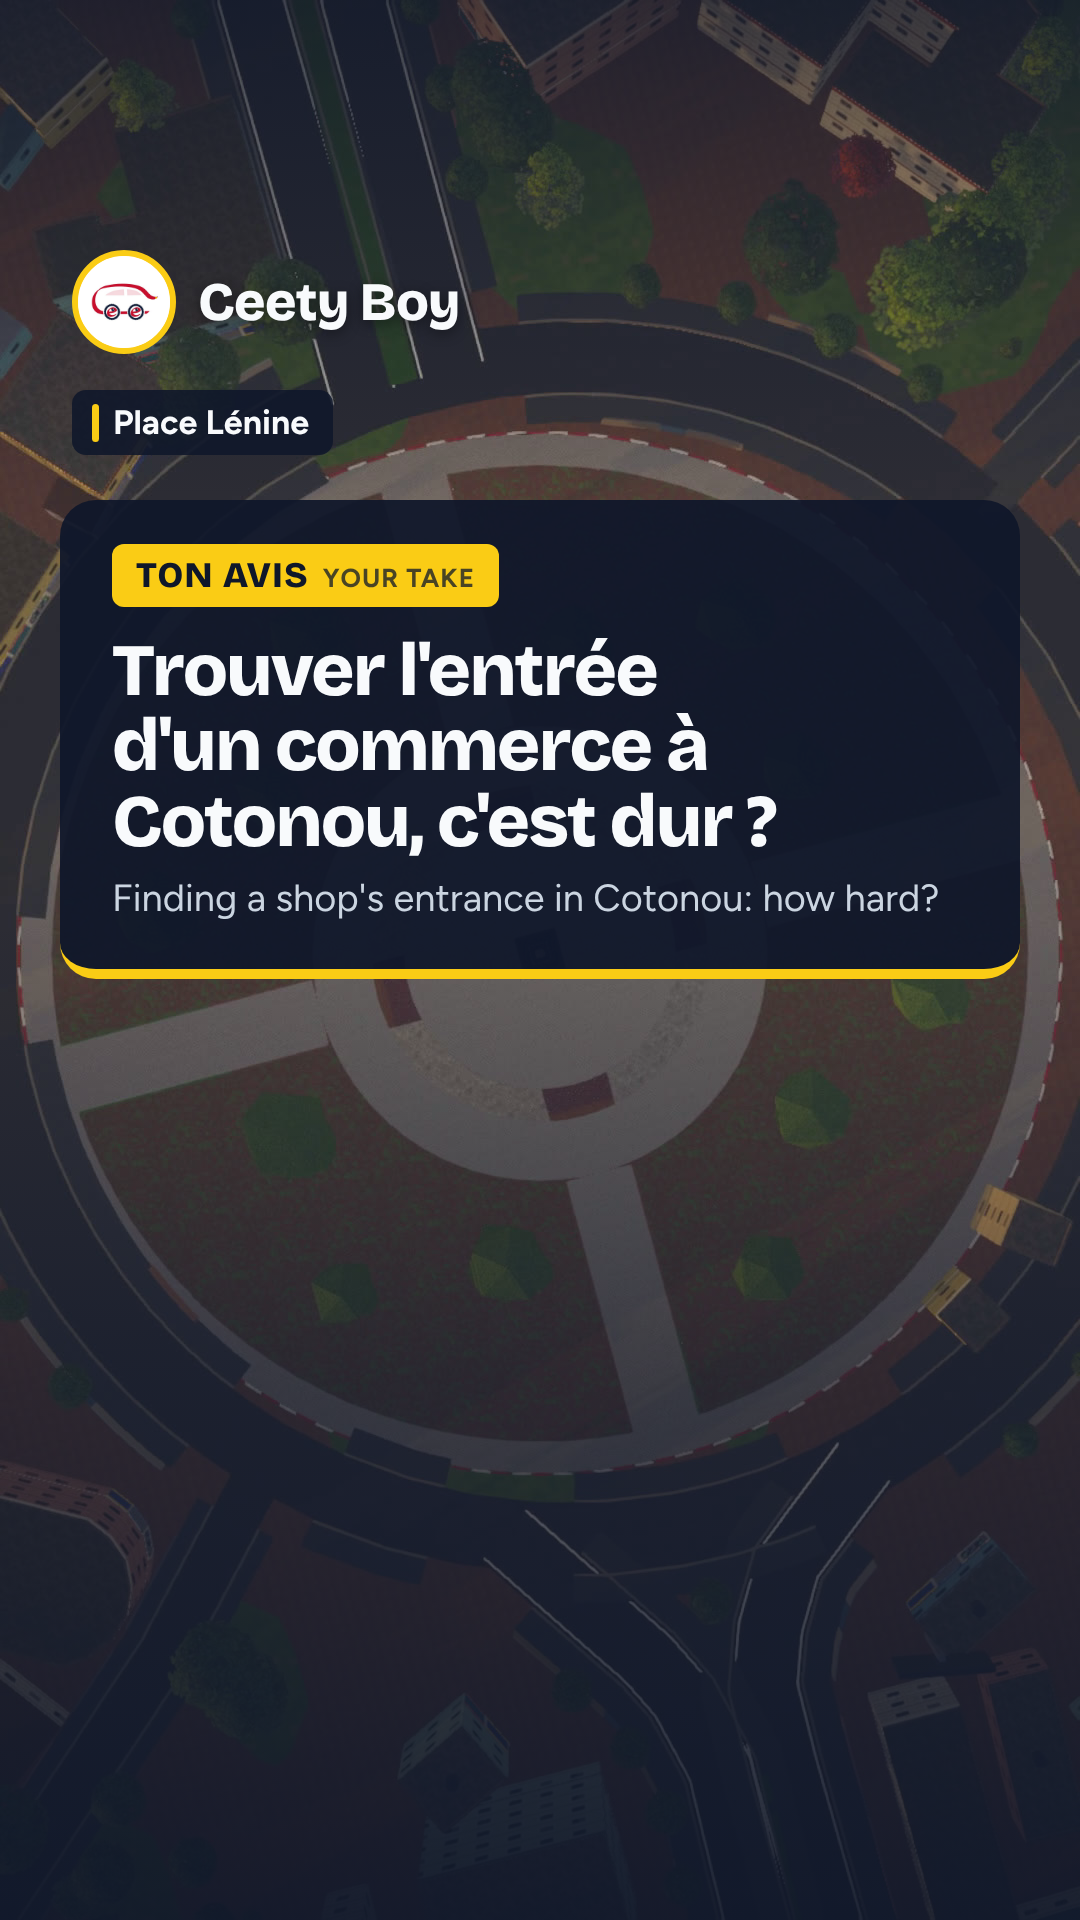 Ceety Boy
Place Lénine
TON AVIS YOUR TAKE
Trouver l'entrée
d'un commerce à
Cotonou, c'est dur ?
Finding a shop's entrance in Cotonou: how hard?